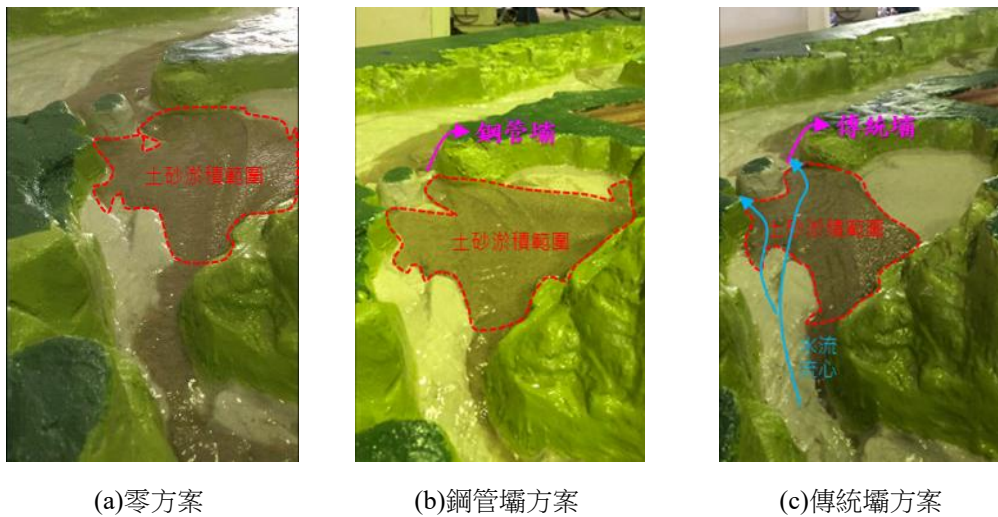 土砂淤積範圍
鋼管壩
土砂淤積範圍
傳統壩
土砂淤積範圍
水流
流心
(a)零方案
(b)鋼管壩方案
(c)傳統壩方案